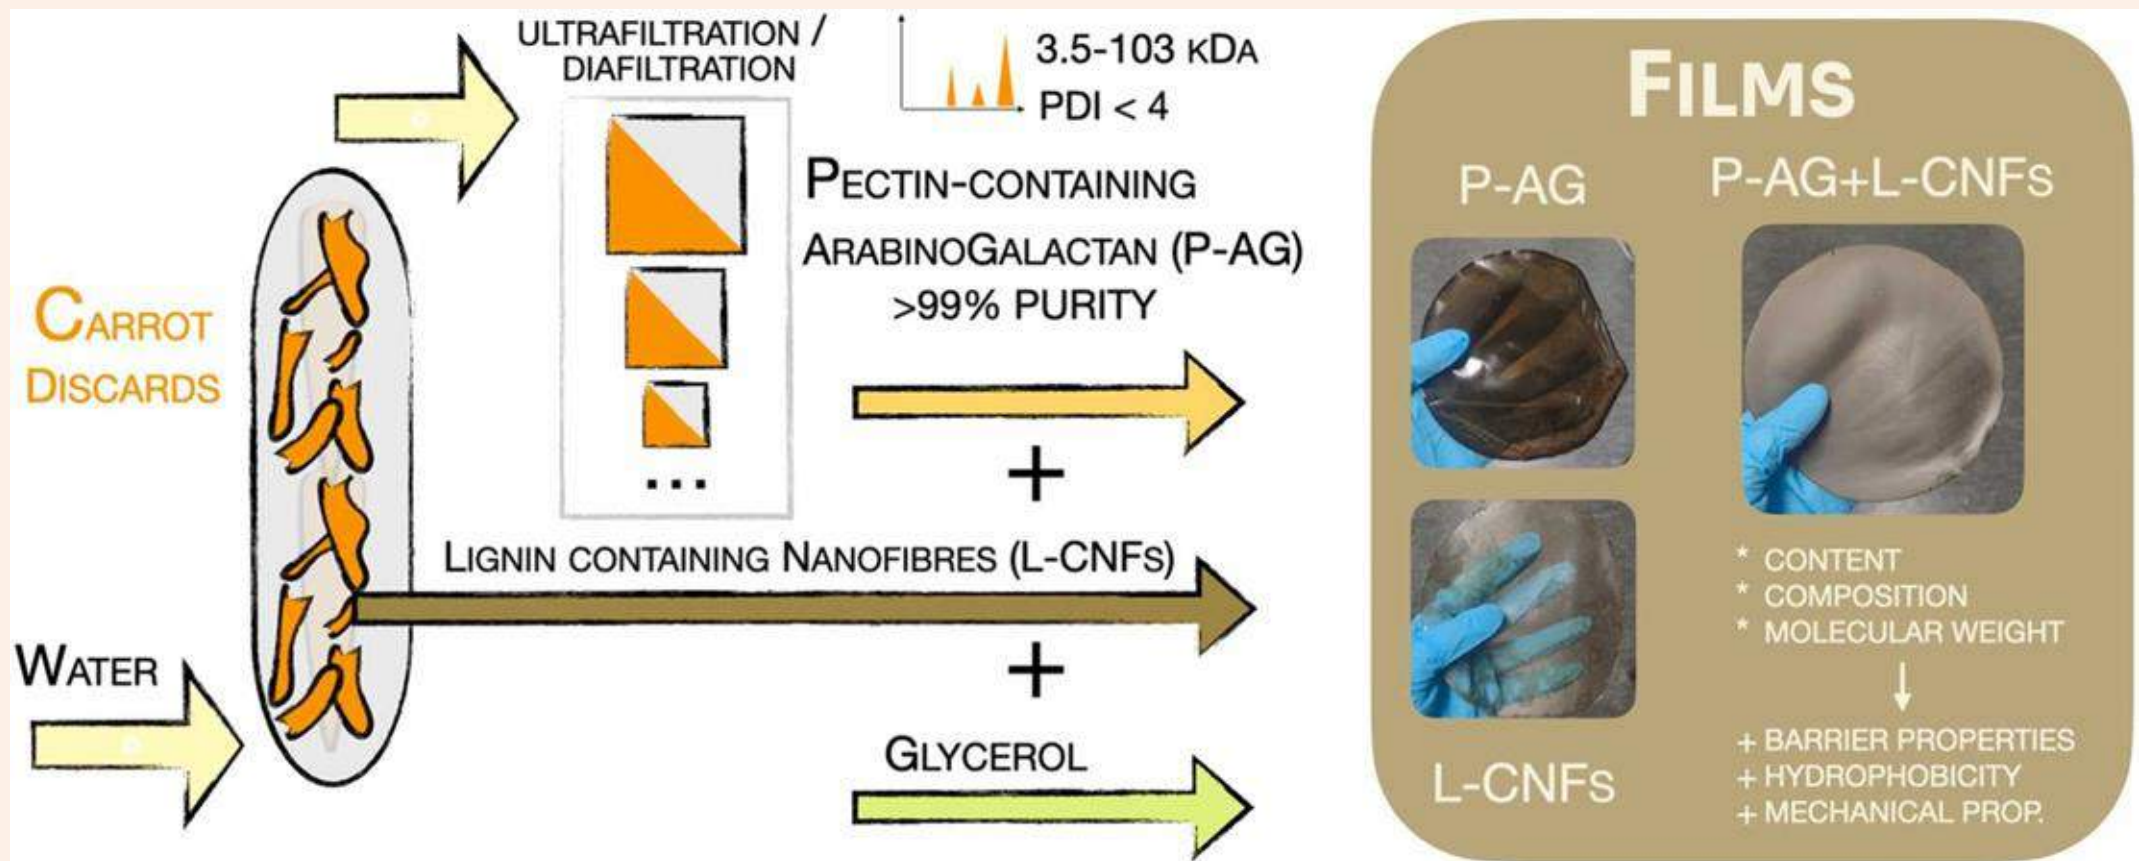 ULTRAFILTRATION /
DIAFILTRATION
3.5-103 KDA
PDI < 4
PECTIN-CONTAINING
ARABINOGALACTAN (P-AG)
>99% PURITY
CARROT
DISCARDS
+
...
LIGNIN CONTAINING NANOFIBRES (L-CNFS)
WATER
+
GLYCEROL
FILMS
P-AG
P-AG+L-CNFS
L-CNFS
* CONTENT
* COMPOSITION
* MOLECULAR WEIGHT
+ BARRIER PROPERTIES
+ HYDROPHOBICITY
+ MECHANICAL PROP.